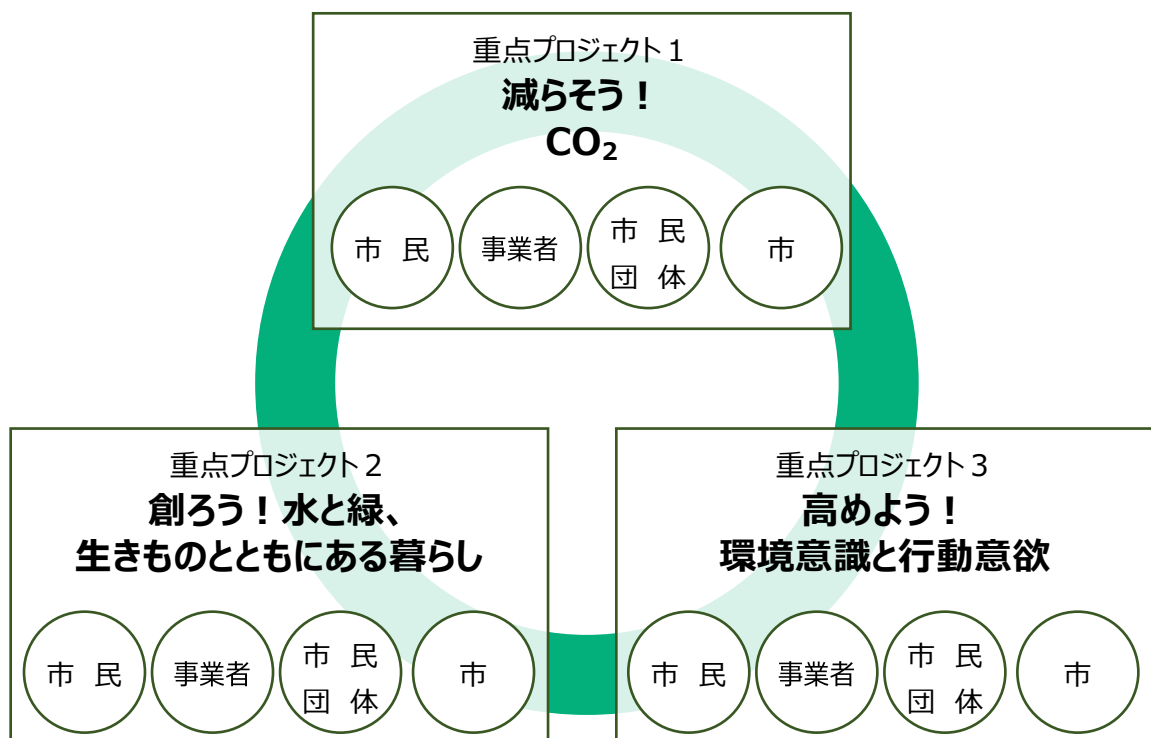 重点プロジェクト1
減らそう！
CO₂
市 民
事業者
市 民
団 体
市
重点プロジェクト2
創ろう！水と緑、
生きものとともにある暮らし
市 民
事業者
市 民
団 体
市
重点プロジェクト3
高めよう！
環境意識と行動意欲
市 民
事業者
市 民
団 体
市